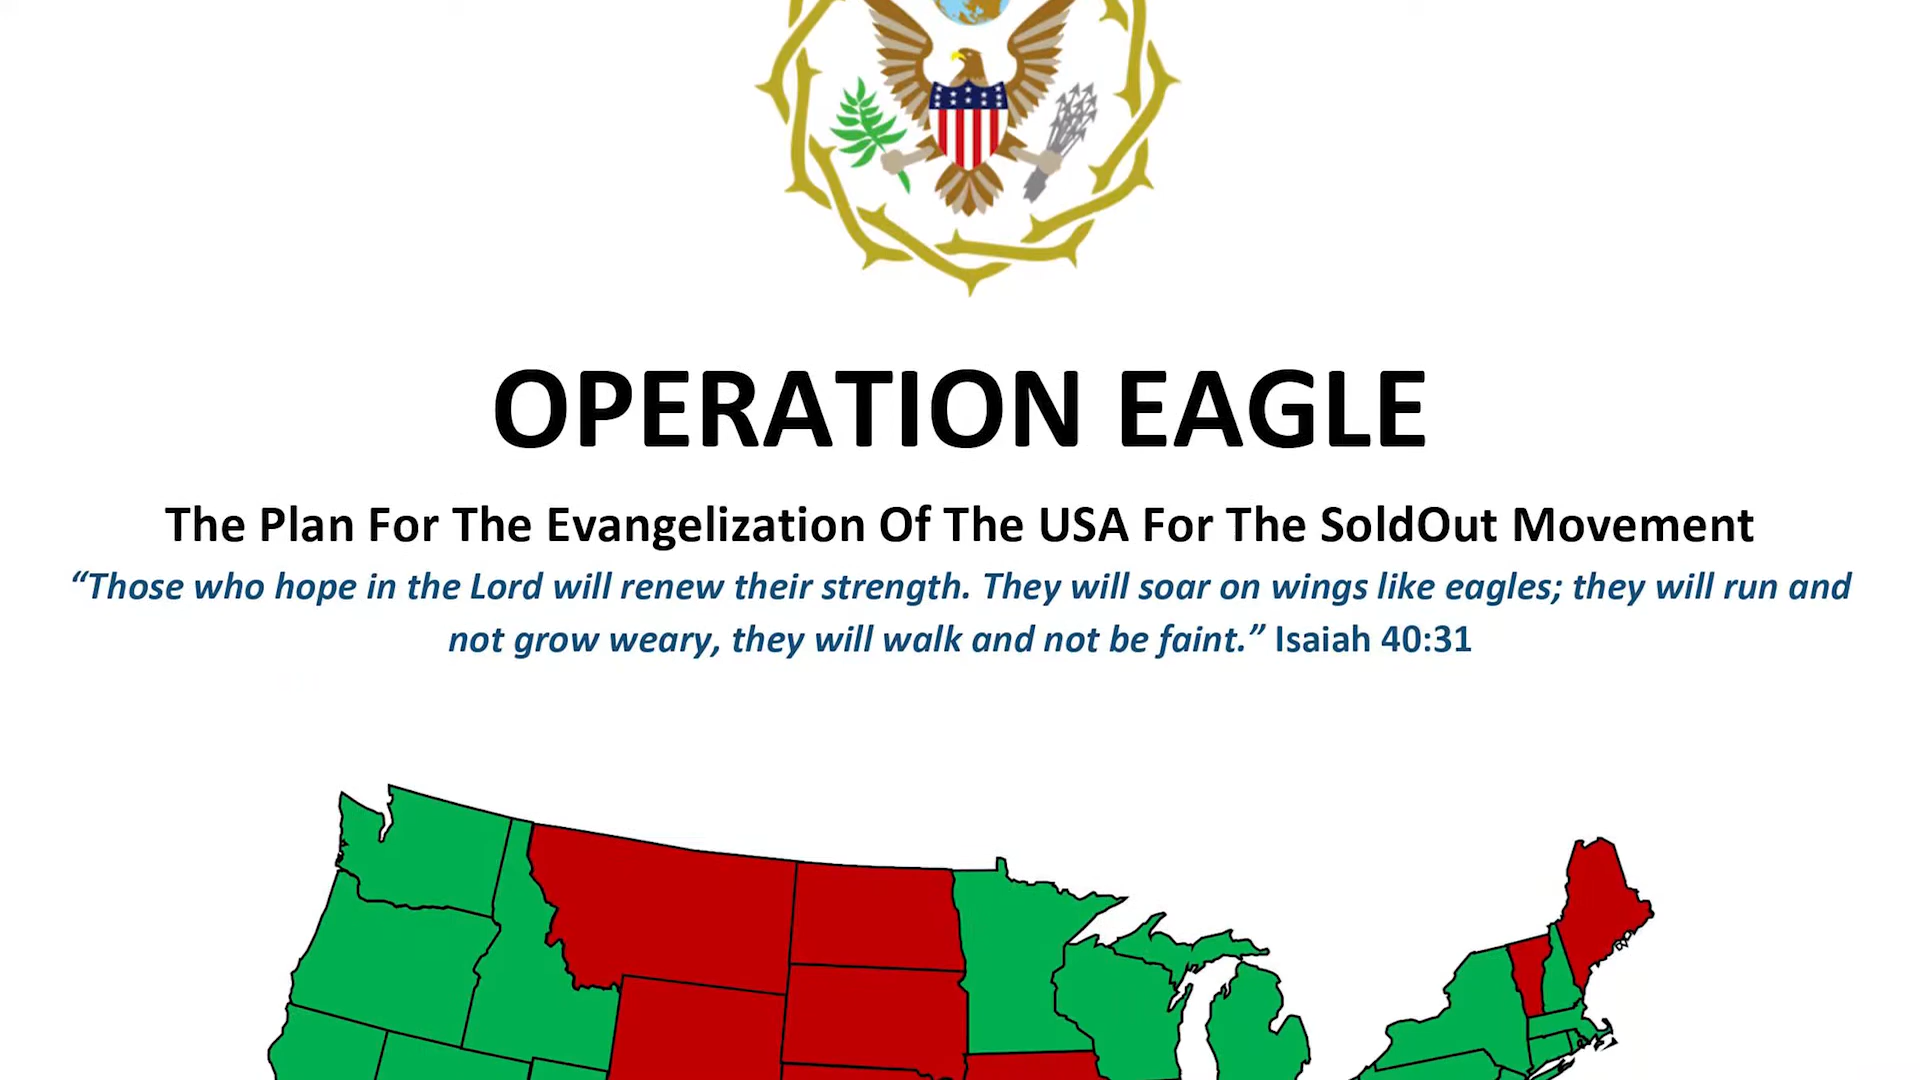 OPERATION EAGLE
The Plan For The Evangelization Of The USA For The SoldOut Movement
“Those who hope in the Lord will renew their strength. They will soar on wings like eagles; they will run and
not grow weary, they will walk and not be faint.” Isaiah 40:31